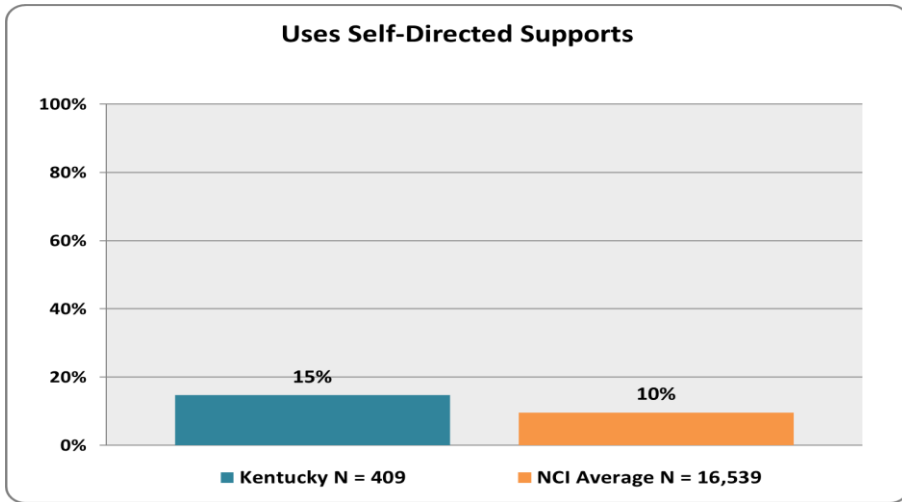 Uses Self-Directed Supports
100%
80%
60%
40%
20%
0%
15%
10%
Kentucky N = 409
NCI Average N = 16,539